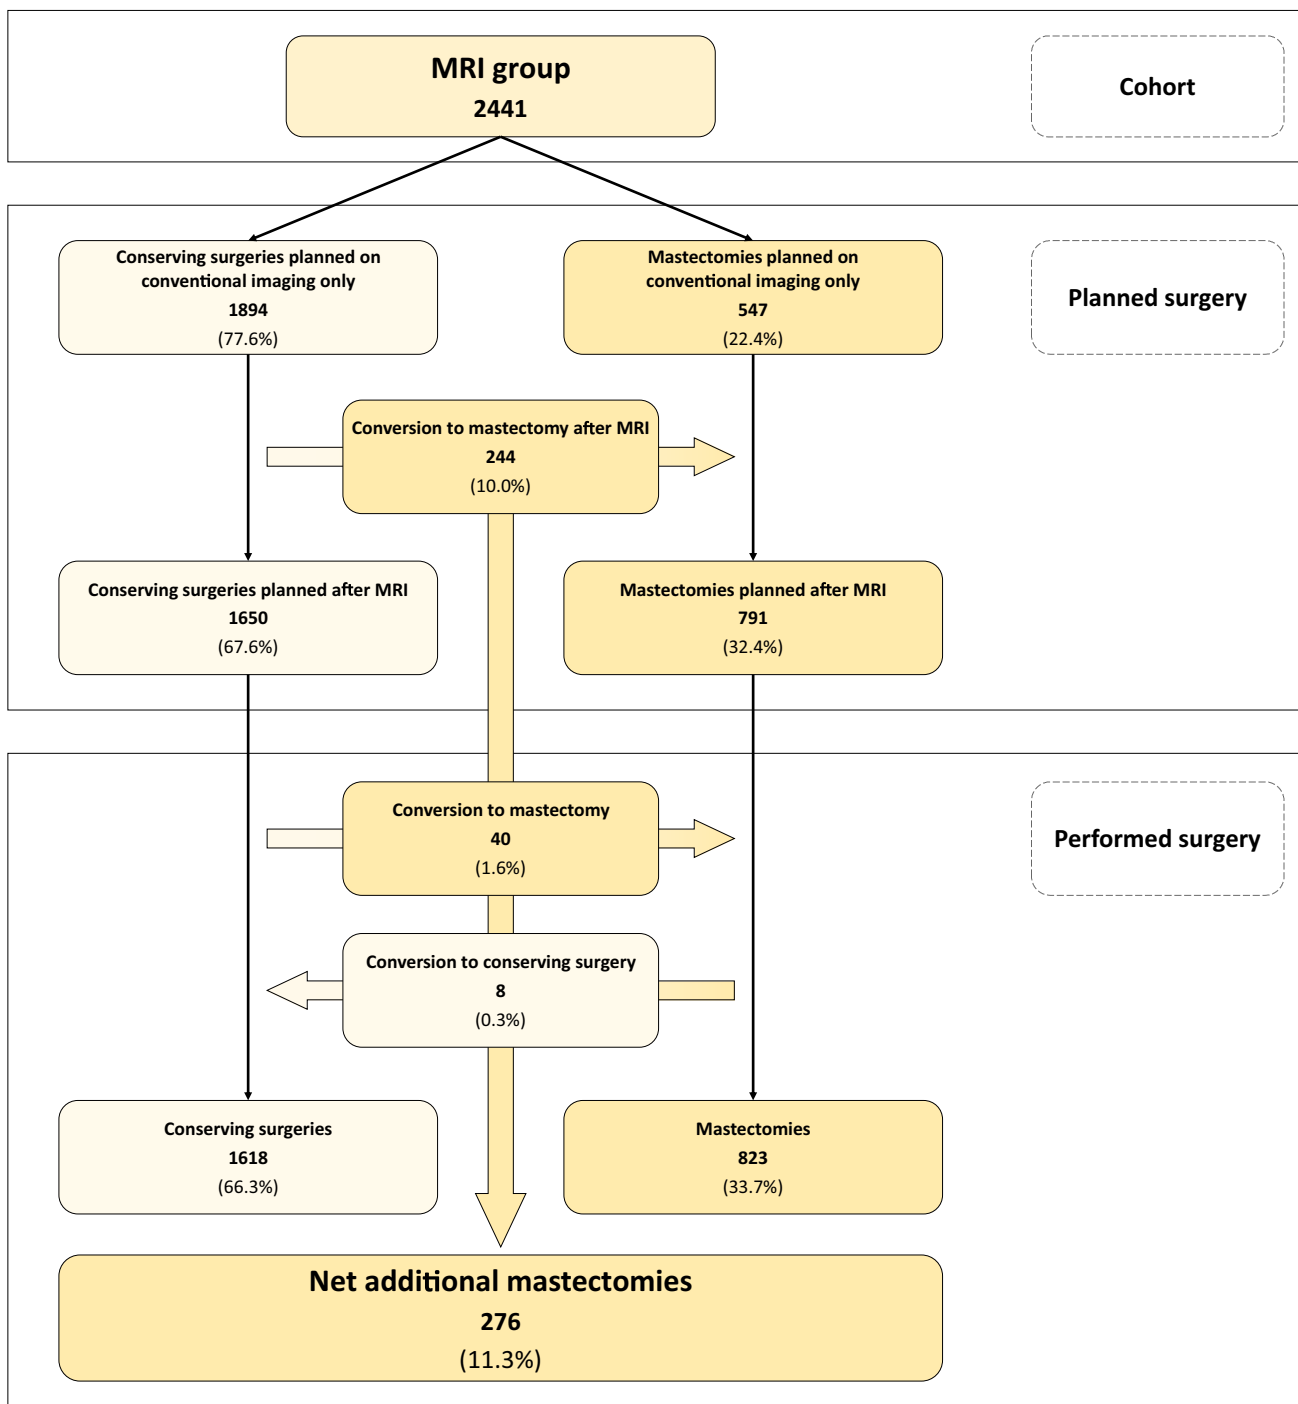 MRI group
2441
Cohort
Conserving surgeries planned on
conventional imaging only
1894
(77.6%)
Mastectomies planned on
conventional imaging only
547
(22.4%)
Planned surgery
Conversion to mastectomy after MRI
244
(10.0%)
Conserving surgeries planned after MRI
1650
(67.6%)
Mastectomies planned after MRI
791
(32.4%)
Conversion to mastectomy
40
(1.6%)
Performed surgery
Conversion to conserving surgery
8
(0.3%)
Conserving surgeries
1618
(66.3%)
Mastectomies
823
(33.7%)
Net additional mastectomies
276
(11.3%)